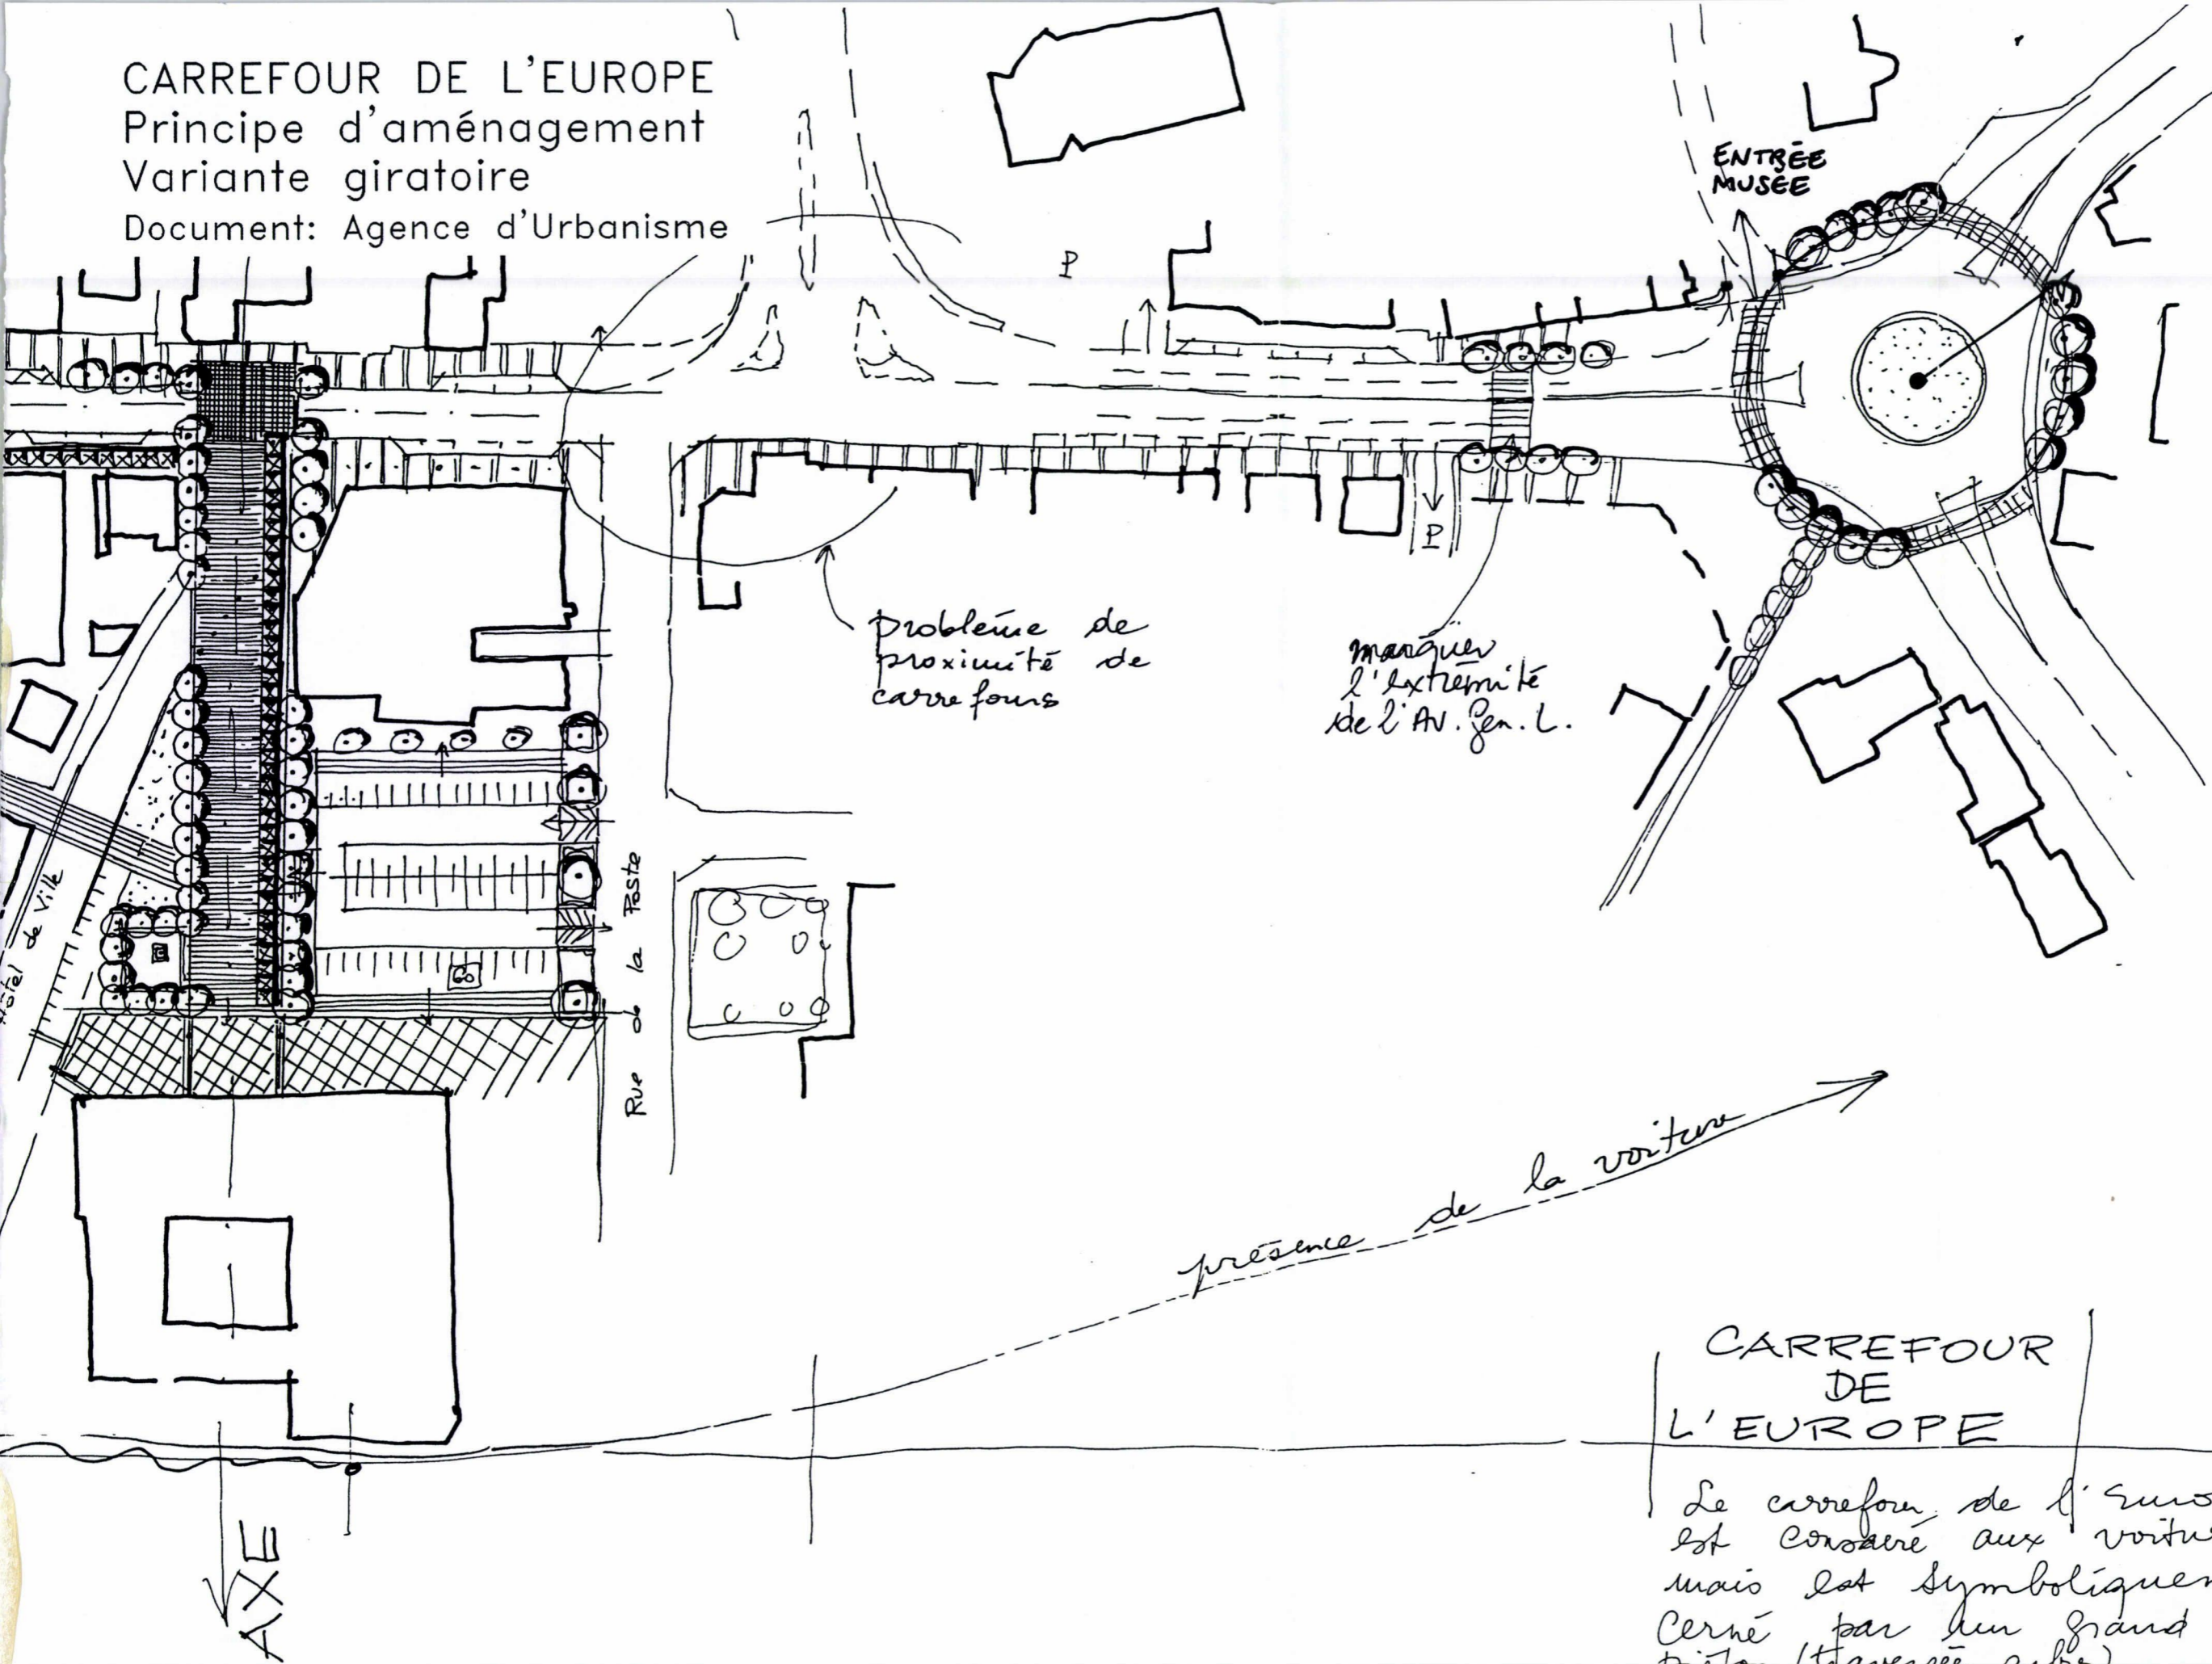 CARREFOUR DE L'EUROPE
Principe d'aménagement
Variante giratoire
Document: Agence d'Urbanisme
ENTRÉE
MUSÉE
P
P
problème de
proximité de
carrefours
marquer
l'extrémité
de l'Av. Gen. L.
Hôtel de Ville
Rue de la Poste
présence de la voiture
AXE
CARREFOUR
DE
L'EUROPE
Le carrefour de l'Euro
est consacré aux voitu
mais est symboliquem
cerné par un grand